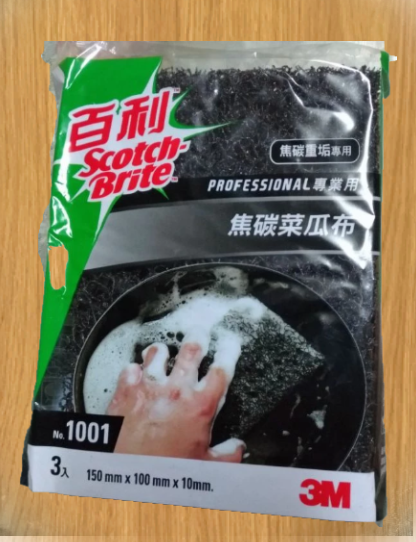 百利
Scotch-
Brite™
焦碳重垢專用
PROFESSIONAL專業用
焦碳菜瓜布
No. 1001
3入
150 mm x 100 mm x 10mm.
3M